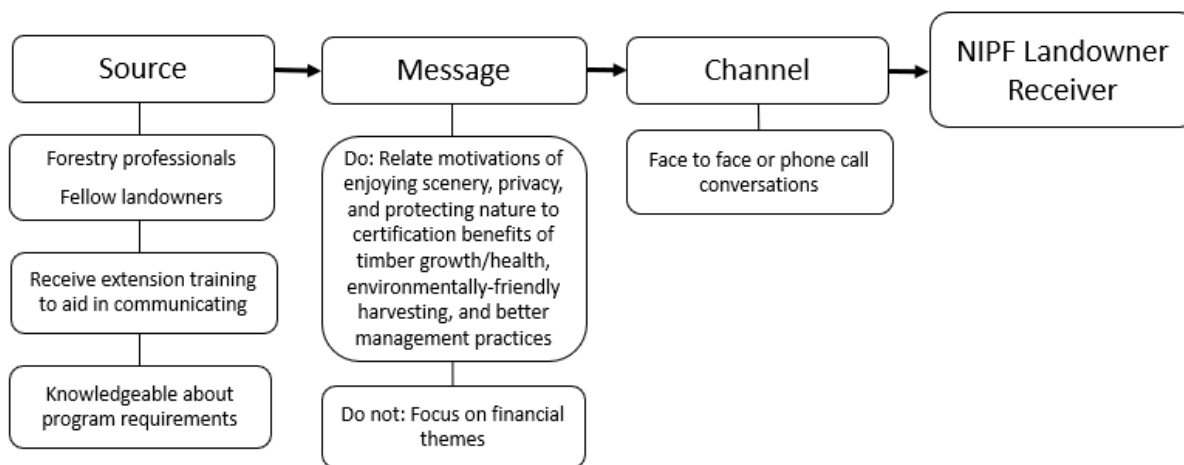 Source
Message
Channel
NIPF Landowner
Receiver
Forestry professionals
Fellow landowners
Receive extension training
to aid in communicating
Knowledgeable about
program requirements
Do: Relate motivations of
enjoying scenery, privacy,
and protecting nature to
certification benefits of
timber growth/health,
environmentally-friendly
harvesting, and better
management practices
Do not: Focus on financial
themes
Face to face or phone call
conversations